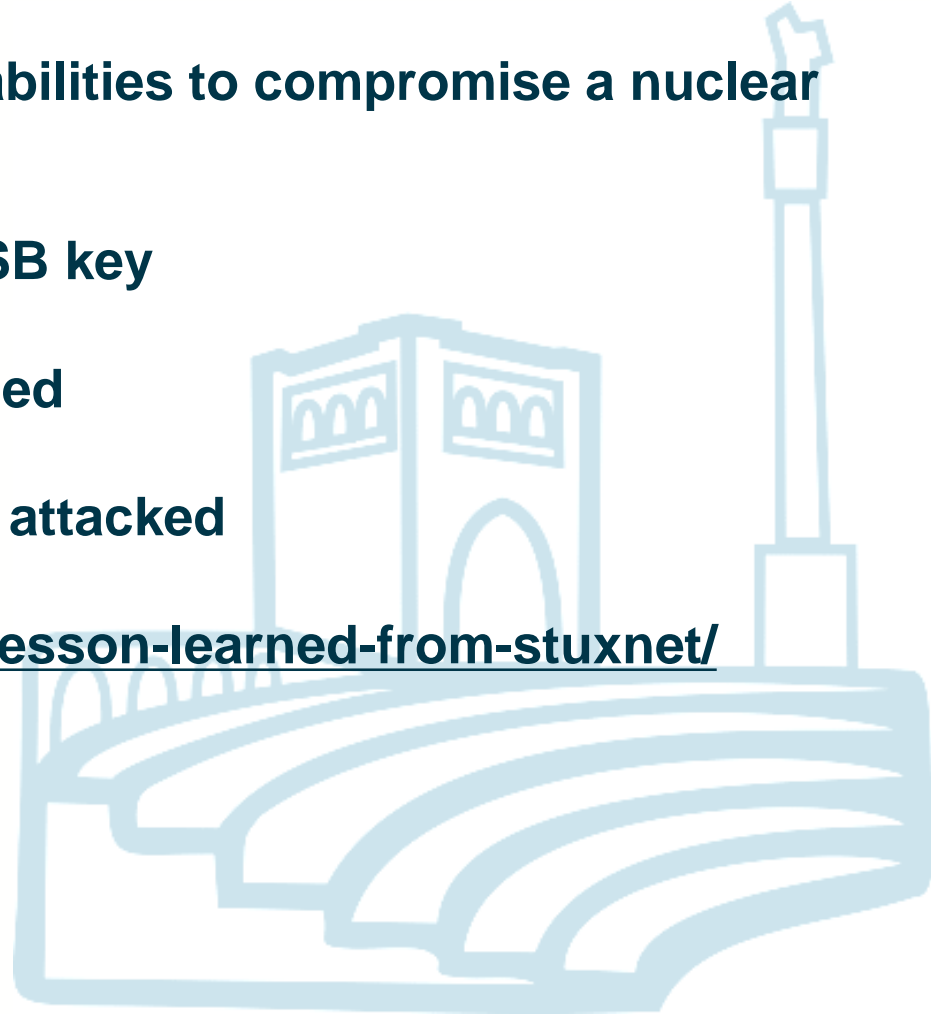 abilities to compromise a nuclear
SB key
ed
attacked
esson-learned-from-stuxnet/